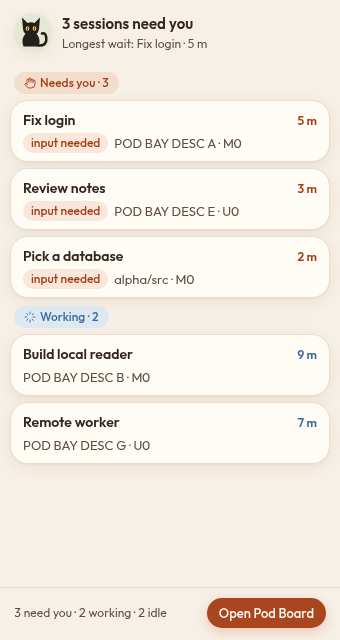 3 sessions need you
Longest wait: Fix login · 5 m
Needs you · 3
Fix login 5 m
input needed POD BAY DESC A · M0
Review notes 3 m
input needed POD BAY DESC E · U0
Pick a database 2 m
input needed alpha/src · M0
Working · 2
Build local reader 9 m
POD BAY DESC B · M0
Remote worker 7 m
POD BAY DESC G · U0
3 need you · 2 working · 2 idle Open Pod Board